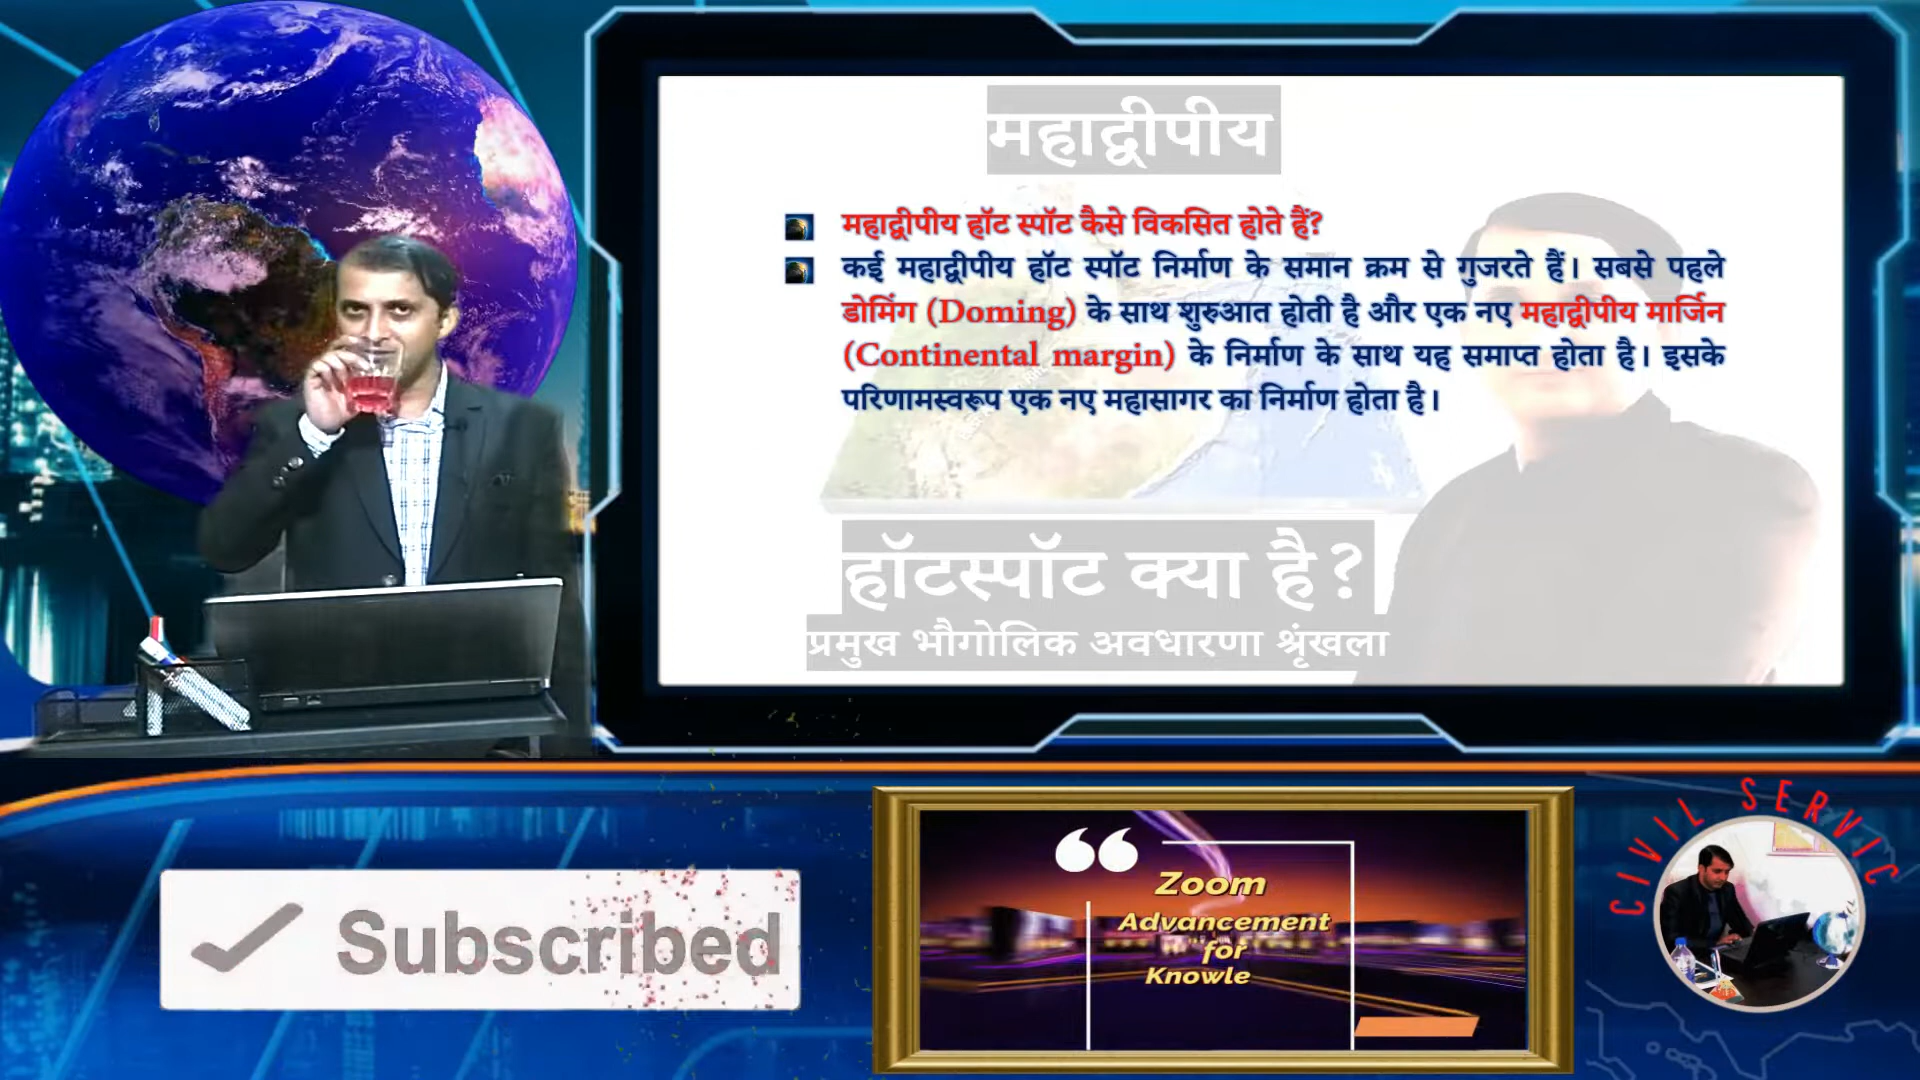 महाद्वीपीय
महाद्वीपीय हॉट स्पॉट कैसे विकसित होते हैं?
कई महाद्वीपीय हॉट स्पॉट निर्माण के समान क्रम से गुजरते हैं। सबसे पहले
डोमिंग (Doming) के साथ शुरुआत होती है और एक नए महाद्वीपीय मार्जिन
(Continental margin) के निर्माण के साथ यह समाप्त होता है। इसके
परिणामस्वरूप एक नए महासागर का निर्माण होता है।
हॉटस्पॉट क्या है?
प्रमुख भौगोलिक अवधारणा श्रृंखला
Subscribed
Zoom
Advancement
for
Knowle
CIVIL SERVIC